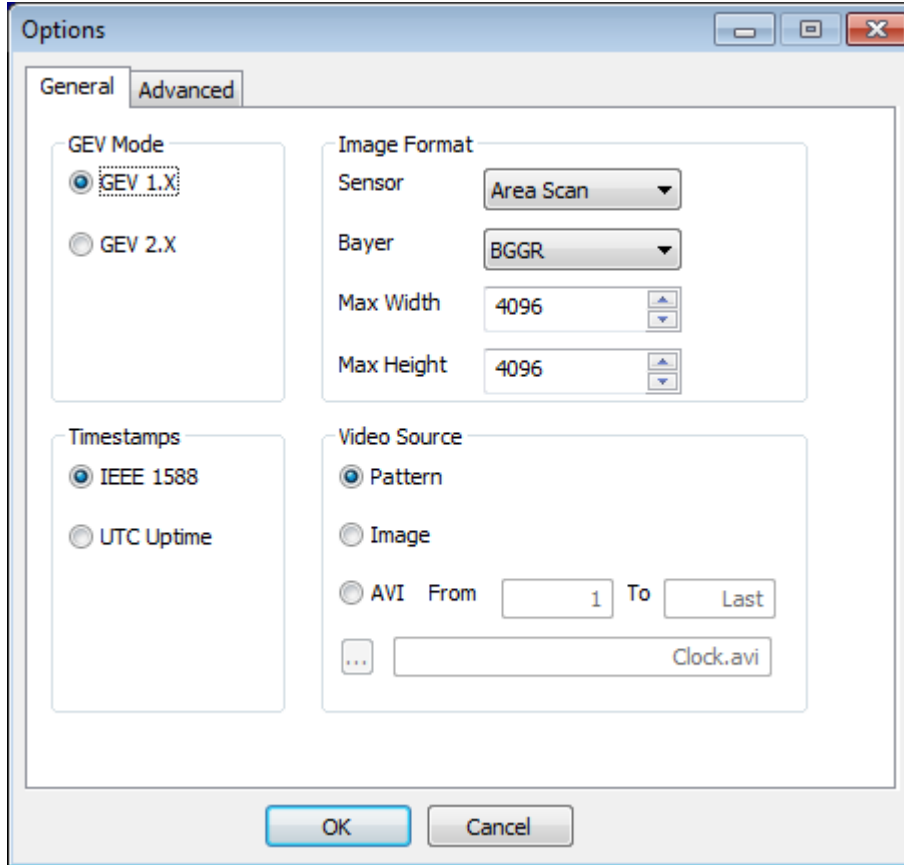 Options
General
Advanced
GEV Mode
GEV 1.X
GEV 2.X
Image Format
Sensor
Area Scan
Bayer
BGGR
Max Width
4096
Max Height
4096
Timestamps
IEEE 1588
UTC Uptime
Video Source
Pattern
Image
AVI From 1 To Last
... Clock.avi
OK
Cancel